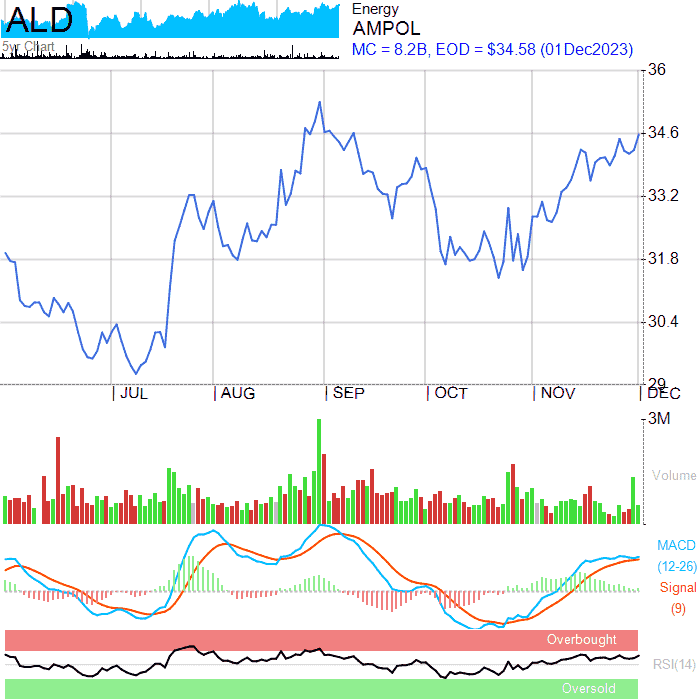 ALD
5yr Chart
Energy
AMPOL
MC = 8.2B, EOD = $34.58 (01Dec2023)
36
34.6
33.2
31.8
30.4
29
JUL
AUG
SEP
OCT
NOV
DEC
3M
Volume
MACD
(12-26)
Signal
(9)
Overbought
RSI(14)
Oversold